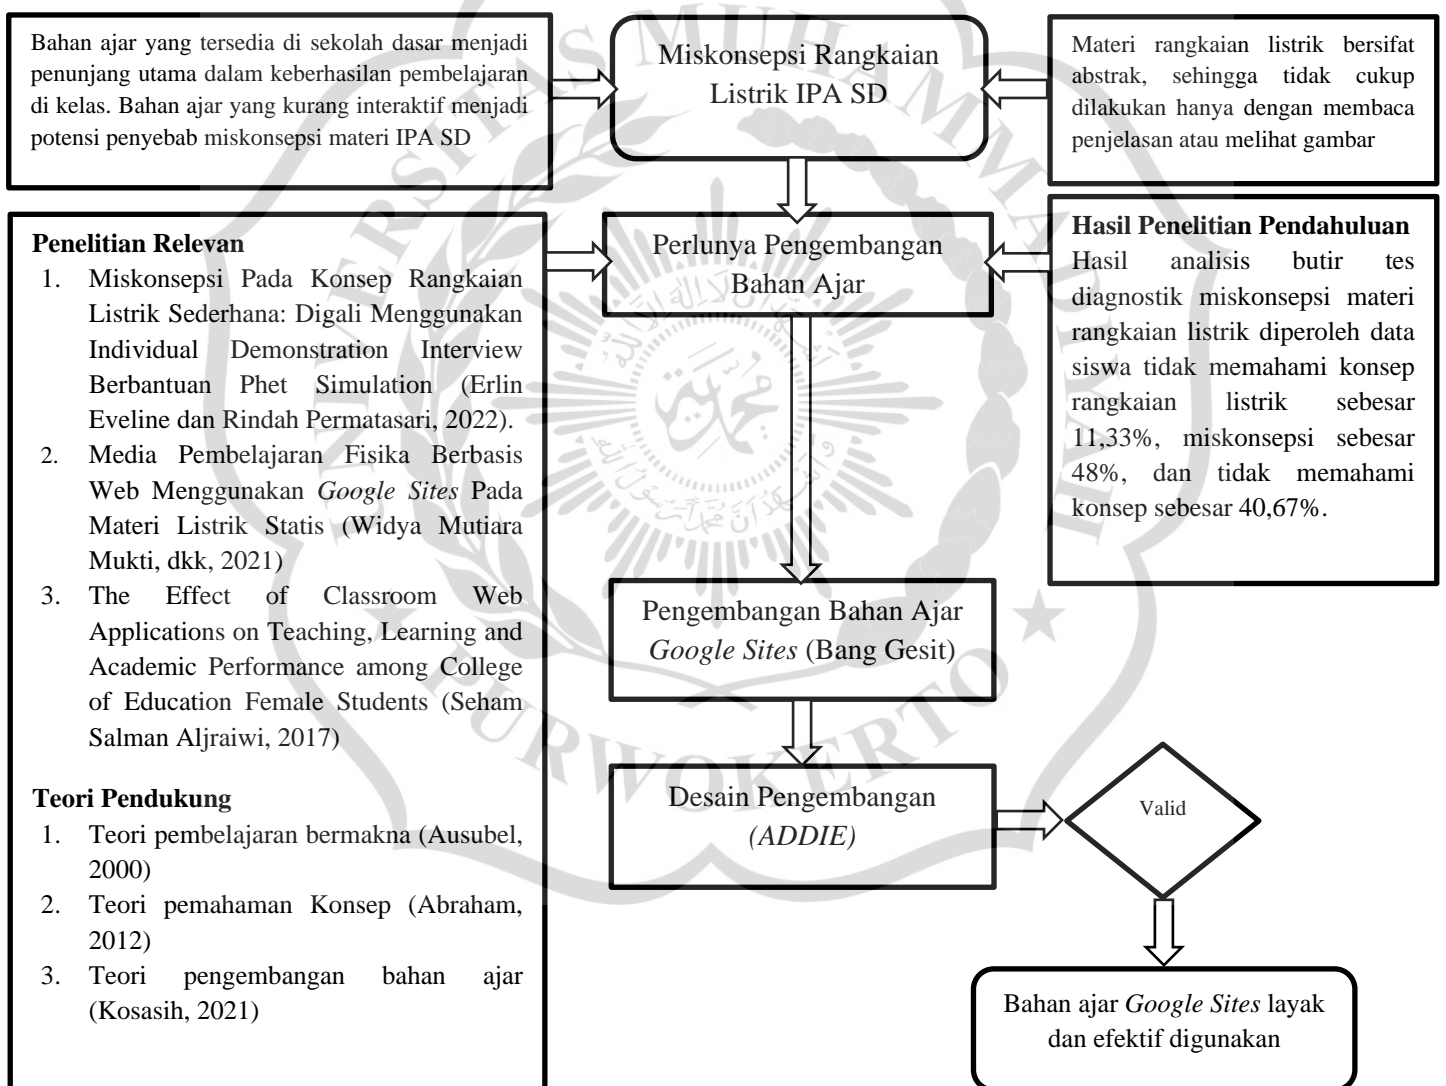 Bahan ajar yang tersedia di sekolah dasar menjadi
penunjang utama dalam keberhasilan pembelajaran
di kelas. Bahan ajar yang kurang interaktif menjadi
potensi penyebab miskonsepsi materi IPA SD
Miskonsepsi Rangkaian
Listrik IPA SD
Materi rangkaian listrik bersifat
abstrak, sehingga tidak cukup
dilakukan hanya dengan membaca
penjelasan atau melihat gambar
Penelitian Relevan
1. Miskonsepsi Pada Konsep Rangkaian
Listrik Sederhana: Digali Menggunakan
Individual Demonstration Interview
Berbantuan Phet Simulation (Erlin
Eveline dan Rindah Permatasari, 2022).
2. Media Pembelajaran Fisika Berbasis
Web Menggunakan Google Sites Pada
Materi Listrik Statis (Widya Mutiara
Mukti, dkk, 2021)
3. The Effect of Classroom Web
Applications on Teaching, Learning and
Academic Performance among College
of Education Female Students (Seham
Salman Aljraiwi, 2017)
Teori Pendukung
1. Teori pembelajaran bermakna (Ausubel,
2000)
2. Teori pemahaman Konsep (Abraham,
2012)
3. Teori pengembangan bahan ajar
(Kosasih, 2021)
Perlunya Pengembangan
Bahan Ajar
Hasil Penelitian Pendahuluan
Hasil analisis butir tes
diagnostik miskonsepsi materi
rangkaian listrik diperoleh data
siswa tidak memahami konsep
rangkaian listrik sebesar
11,33%, miskonsepsi sebesar
48%, dan tidak memahami
konsep sebesar 40,67%.
Pengembangan Bahan Ajar
Google Sites (Bang Gesit)
Desain Pengembangan
(ADDIE)
Valid
Bahan ajar Google Sites layak
dan efektif digunakan
UNIVERSITAS MUHAMMADIYAH
PURWOKERTO